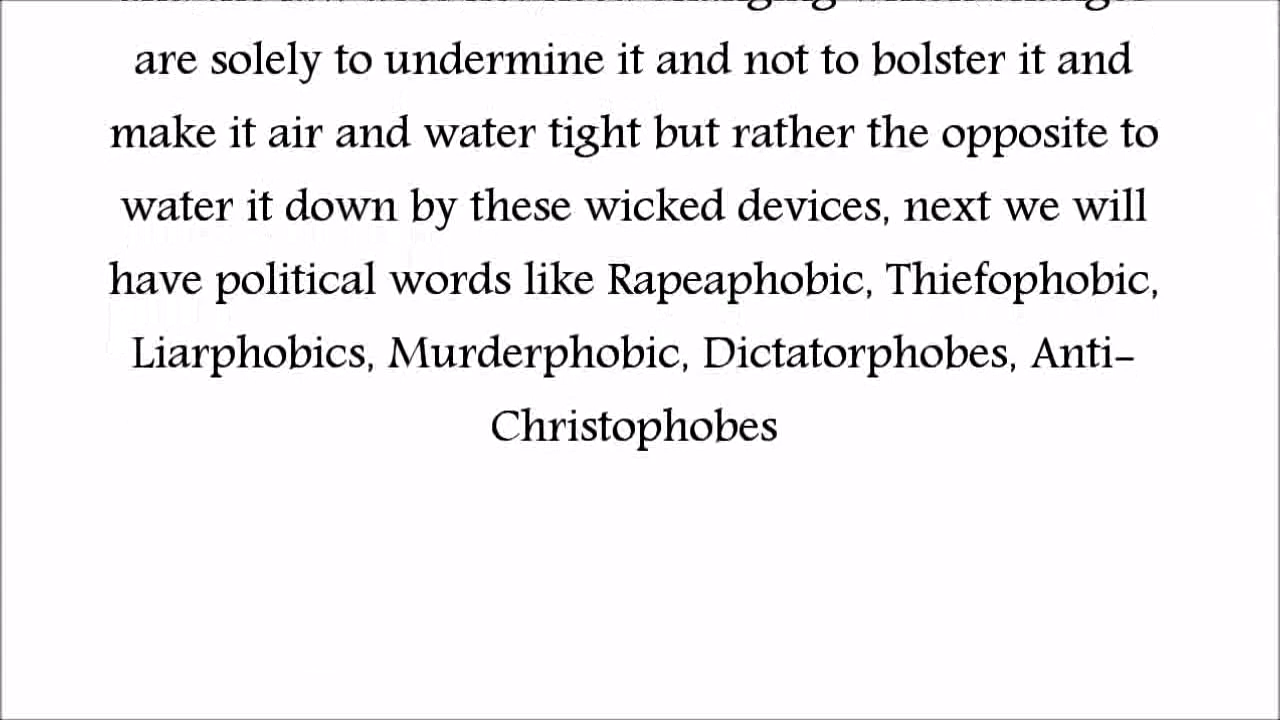 are solely to undermine it and not to bolster it and
make it air and water tight but rather the opposite to
water it down by these wicked devices, next we will
have political words like Rapeaphobic, Thiefophobic,
Liarphobics, Murderphobic, Dictatorphobes, Anti-
Christophobes